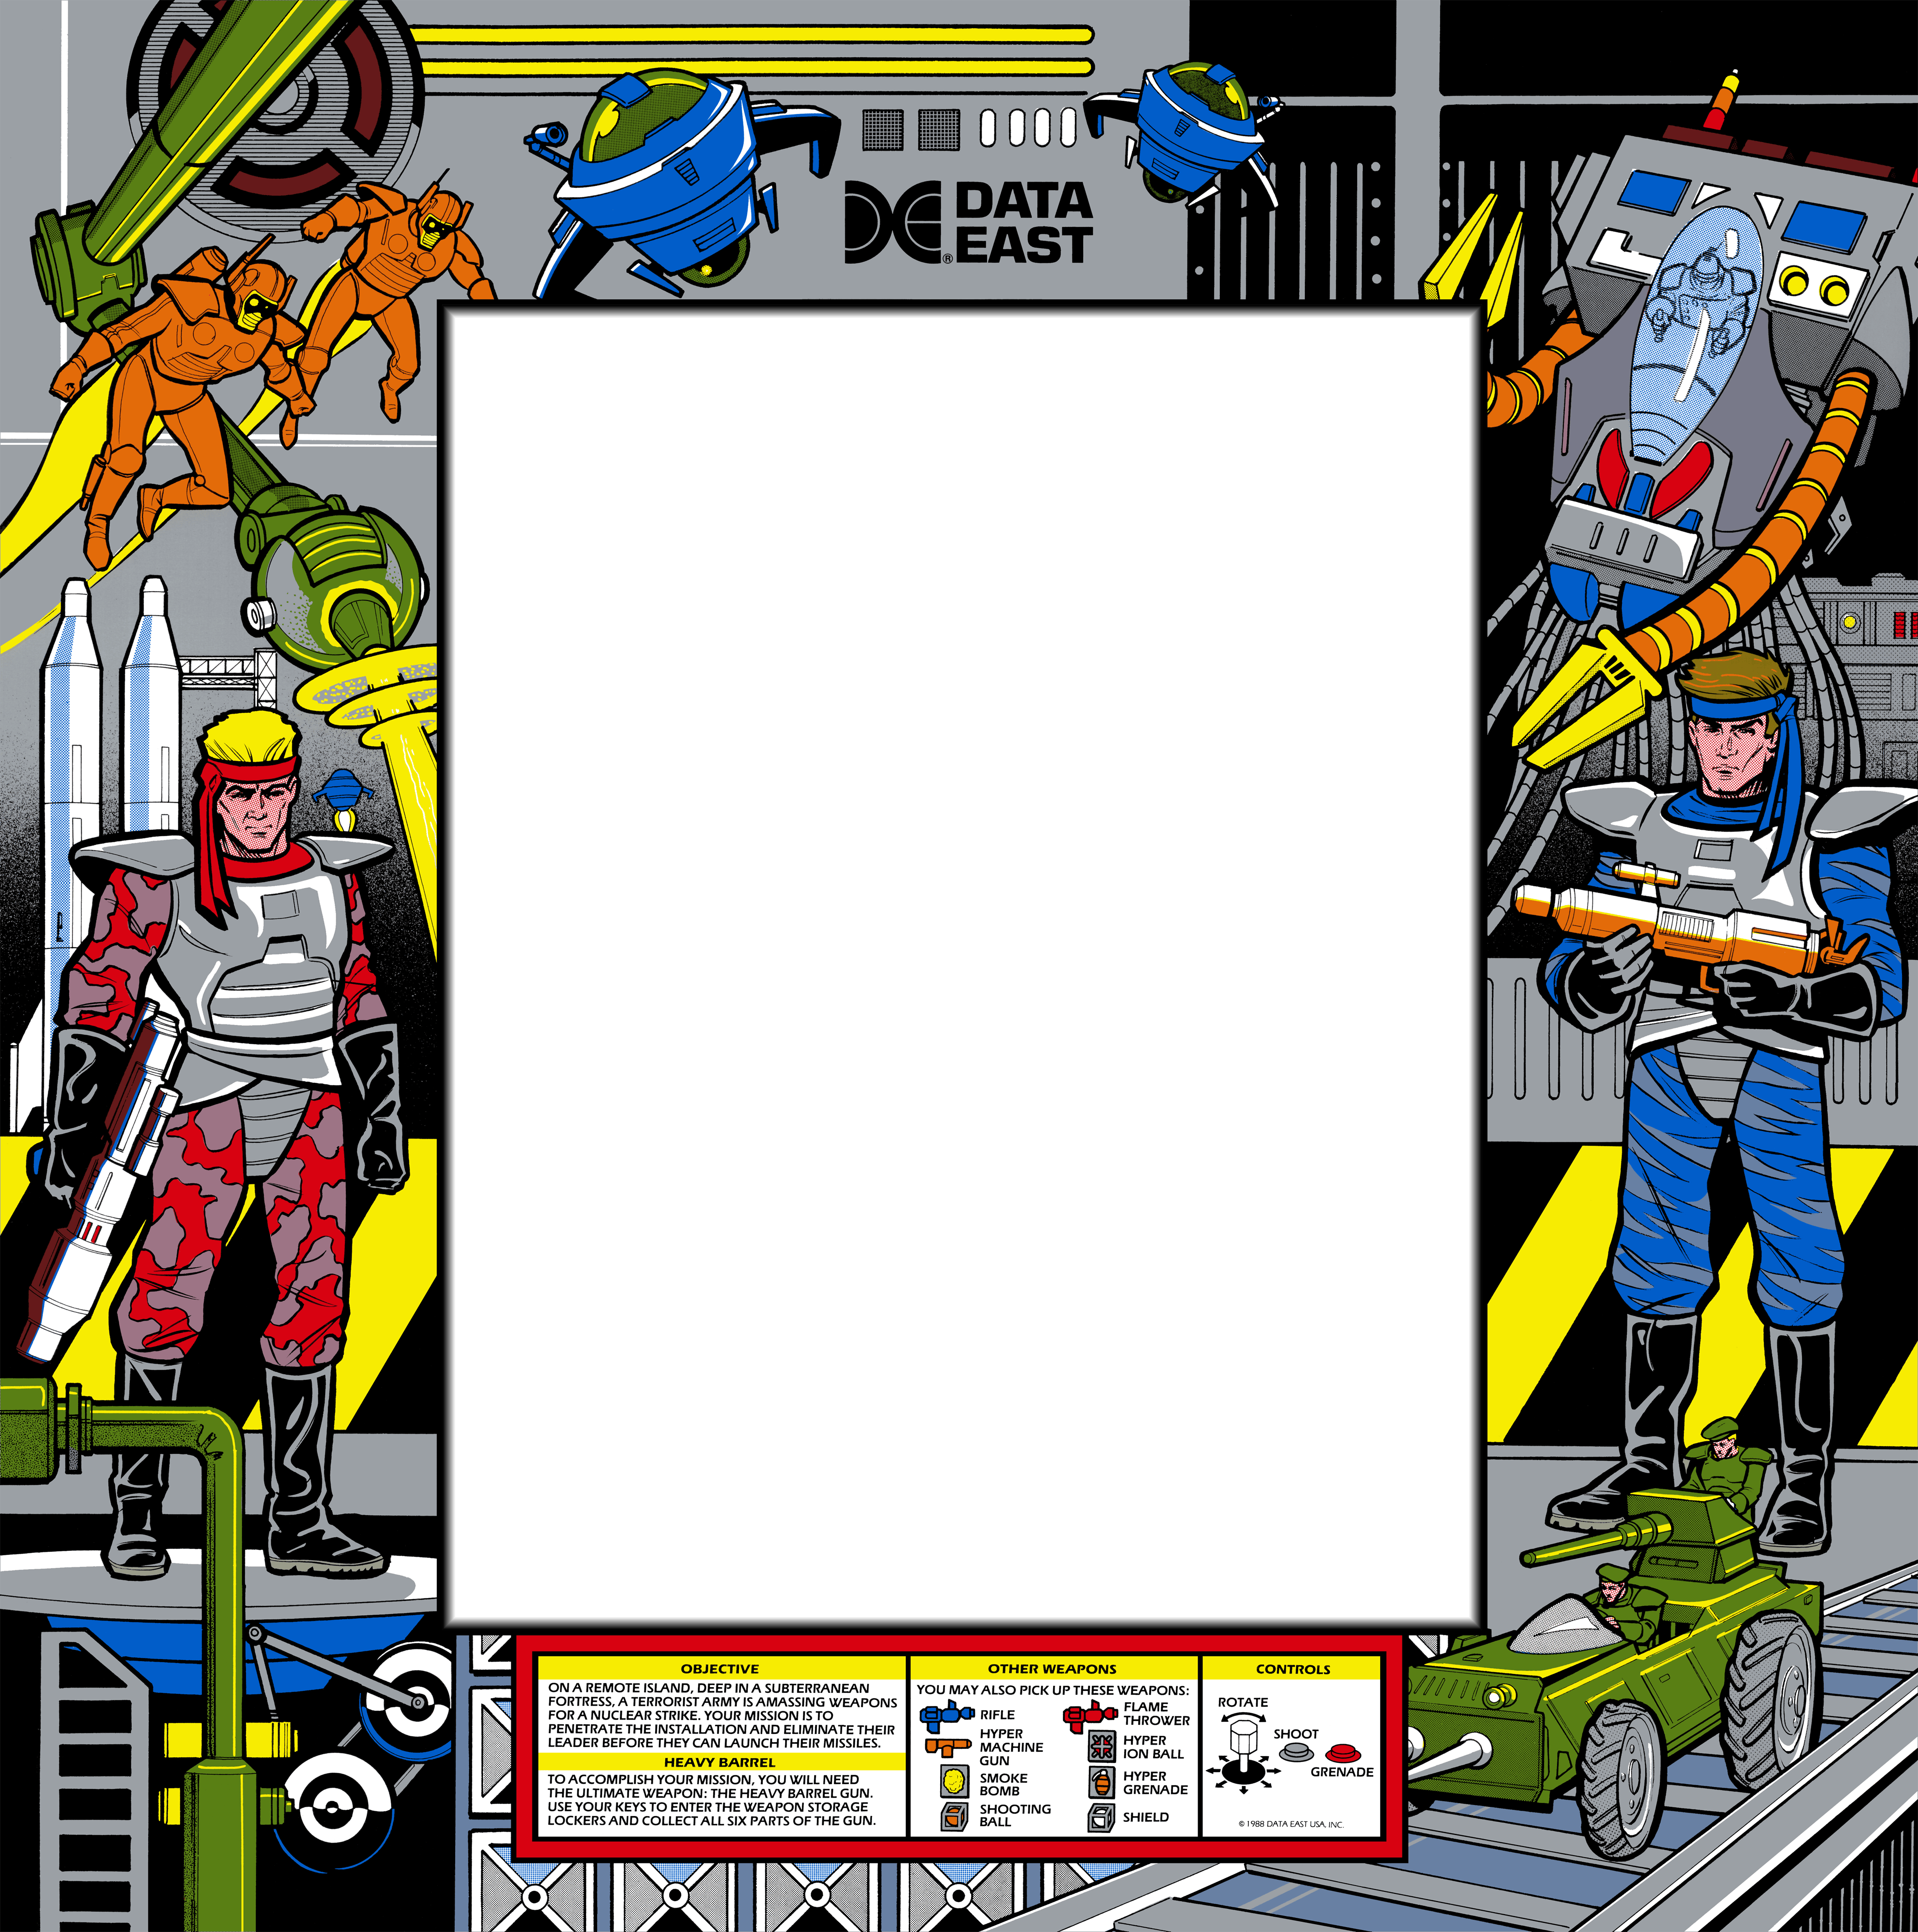 DATA
EAST
®
OBJECTIVE
ON A REMOTE ISLAND, DEEP IN A SUBTERRANEAN
FORTRESS, A TERRORIST ARMY IS AMASSING WEAPONS
FOR A NUCLEAR STRIKE. YOUR MISSION IS TO
PENETRATE THE INSTALLATION AND ELIMINATE THEIR
LEADER BEFORE THEY CAN LAUNCH THEIR MISSILES.
HEAVY BARREL
TO ACCOMPLISH YOUR MISSION, YOU WILL NEED
THE ULTIMATE WEAPON: THE HEAVY BARREL GUN.
USE YOUR KEYS TO ENTER THE WEAPON STORAGE
LOCKERS AND COLLECT ALL SIX PARTS OF THE GUN.
OTHER WEAPONS
YOU MAY ALSO PICK UP THESE WEAPONS:
RIFLE
HYPER
MACHINE
GUN
SMOKE
BOMB
SHOOTING
BALL
FLAME
THROWER
HYPER
ION BALL
HYPER
GRENADE
SHIELD
CONTROLS
ROTATE
SHOOT
GRENADE
© 1988 DATA EAST USA, INC.